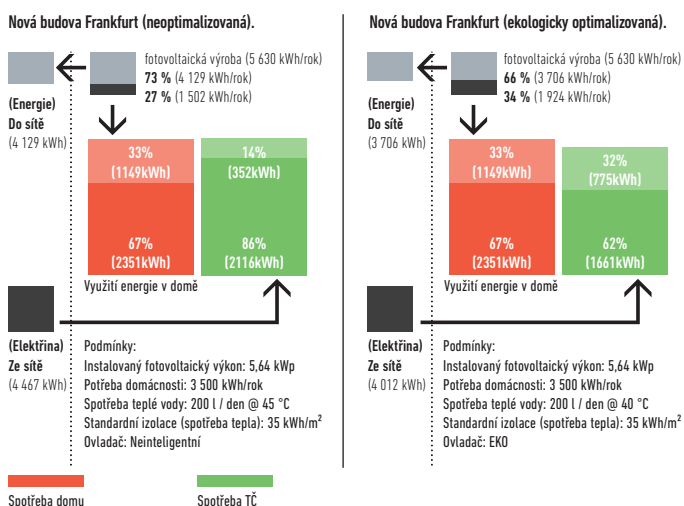 Nová budova Frankfurt (neoptimalizovaná).
fotovoltaická výroba (5 630 kWh/rok)
73 % (4 129 kWh/rok)
27 % (1 502 kWh/rok)
(Energie)
Do sítě
(4 129 kWh)
33%
(1149kWh)
14%
(352kWh)
67%
(2351kWh)
86%
(2116kWh)
Využití energie v domě
(Elektřina)
Ze sítě
(4 467 kWh)
Podmínky:
Instalovaný fotovoltaický výkon: 5,64 kWp
Potřeba domácnosti: 3 500 kWh/rok
Spotřeba teplé vody: 200 l / den @ 45 °C
Standardní izolace (spotřeba tepla): 35 kWh/m²
Ovladač: Neinteligentní
Nová budova Frankfurt (ekologicky optimalizovaná).
fotovoltaická výroba (5 630 kWh/rok)
66 % (3 706 kWh/rok)
34 % (1 924 kWh/rok)
(Energie)
Do sítě
(3 706 kWh)
33%
(1149kWh)
32%
(775kWh)
67%
(2351kWh)
62%
(1661kWh)
Využití energie v domě
(Elektřina)
Ze sítě
(4 012 kWh)
Podmínky:
Instalovaný fotovoltaický výkon: 5,64 kWp
Potřeba domácnosti: 3 500 kWh/rok
Spotřeba teplé vody: 200 l / den @ 40 °C
Standardní izolace (spotřeba tepla): 35 kWh/m²
Ovladač: EKO
Spotřeba domu
Spotřeba TČ